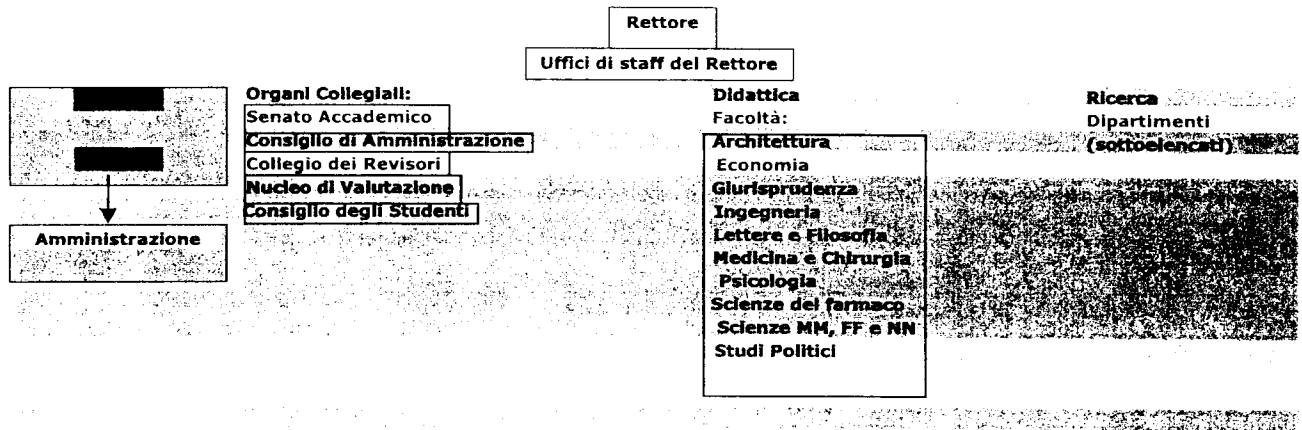 Rettore
Uffici di staff del Rettore
Organi Collegiali:
Senato Accademico
Consiglio di Amministrazione
Collegio dei Revisori
Nucleo di Valutazione
Consiglio degli Studenti
Amministrazione
Didattica
Facoltà:
Architettura
Economia
Giurisprudenza
Ingegneria
Lettere e Filosofia
Medicina e Chirurgia
Psicologia
Scienze del farmaco
Scienze MM, FF e NN
Studi Politici
Ricerca
Dipartimenti
(sottoelencati)